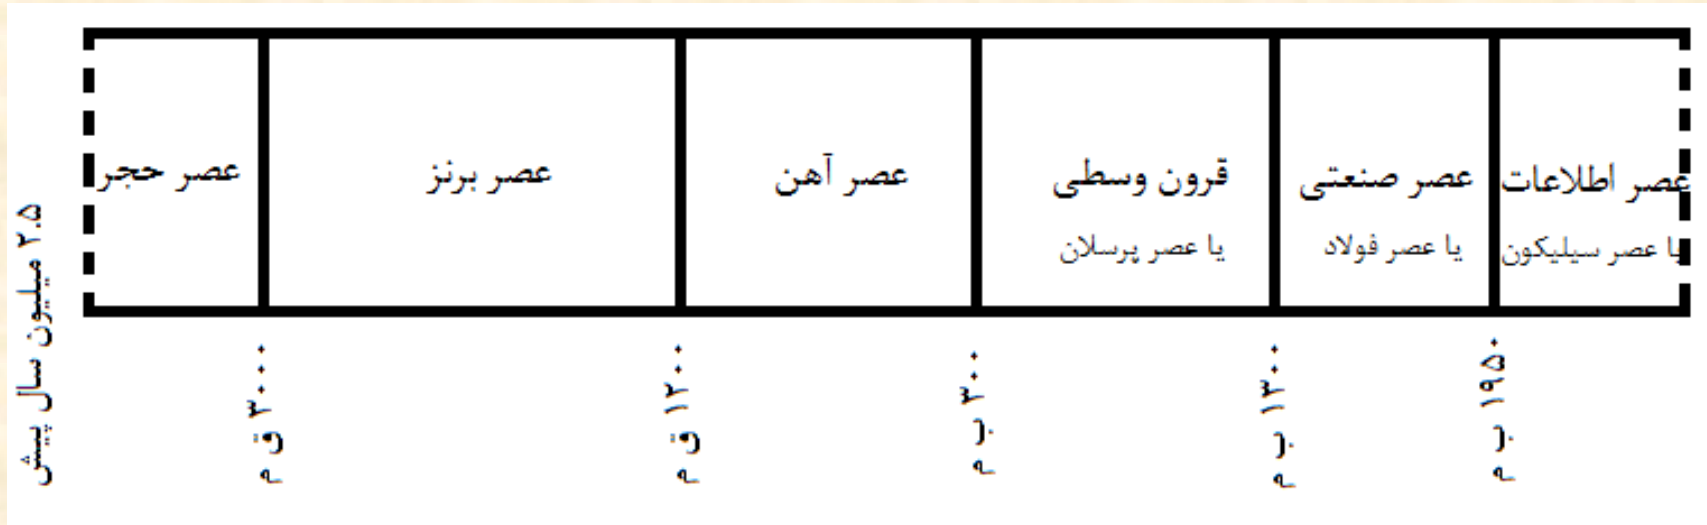 عصر حجر
عصر برنز
عصر آهن
قرون وسطی
یا عصر پرسلان
عصر صنعتی
یا عصر فولاد
عصر اطلاعات
یا عصر سیلیکون
۲.۵ میلیون سال پیش
۳۰۰۰ ق م
۱۲۰۰ ق م
۳۰۰ ب م
۱۳۰۰ ب م
۱۹۵۰ ب م